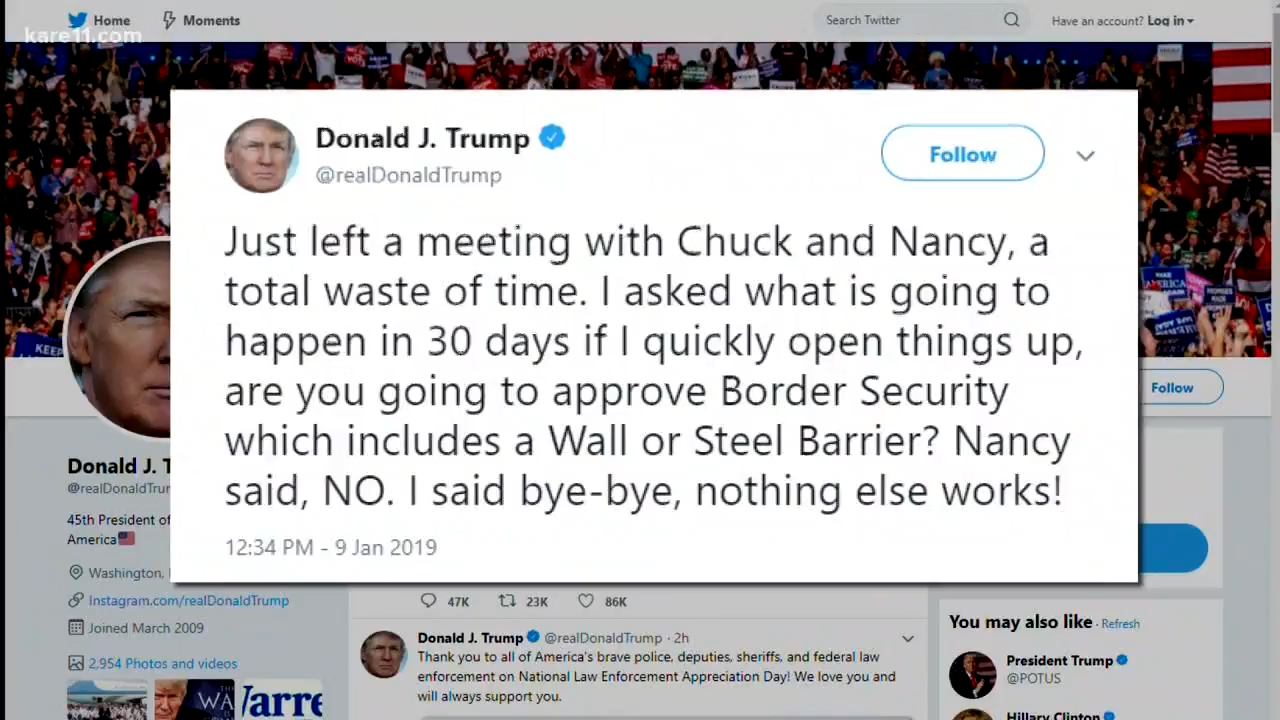 Home
Moments
Search Twitter
Have an account? Log in
kare11.com
Donald J. Trump
@realDonaldTrump
Follow
Just left a meeting with Chuck and Nancy, a
total waste of time. I asked what is going to
happen in 30 days if I quickly open things up,
are you going to approve Border Security
which includes a Wall or Steel Barrier? Nancy
said, NO. I said bye-bye, nothing else works!
12:34 PM - 9 Jan 2019
KEEP
Follow
Donald J. T
@realDonaldTrur
45th President of
America
Washington,
Instagram.com/realDonaldTrump
Joined March 2009
2,954 Photos and videos
47K
23K
86K
Donald J. Trump @realDonaldTrump · 2h
Thank you to all of America's brave police, deputies, sheriffs, and federal law
enforcement on National Law Enforcement Appreciation Day! We love you and
will always support you.
You may also like · Refresh
President Trump
@POTUS
Hillary Clinton